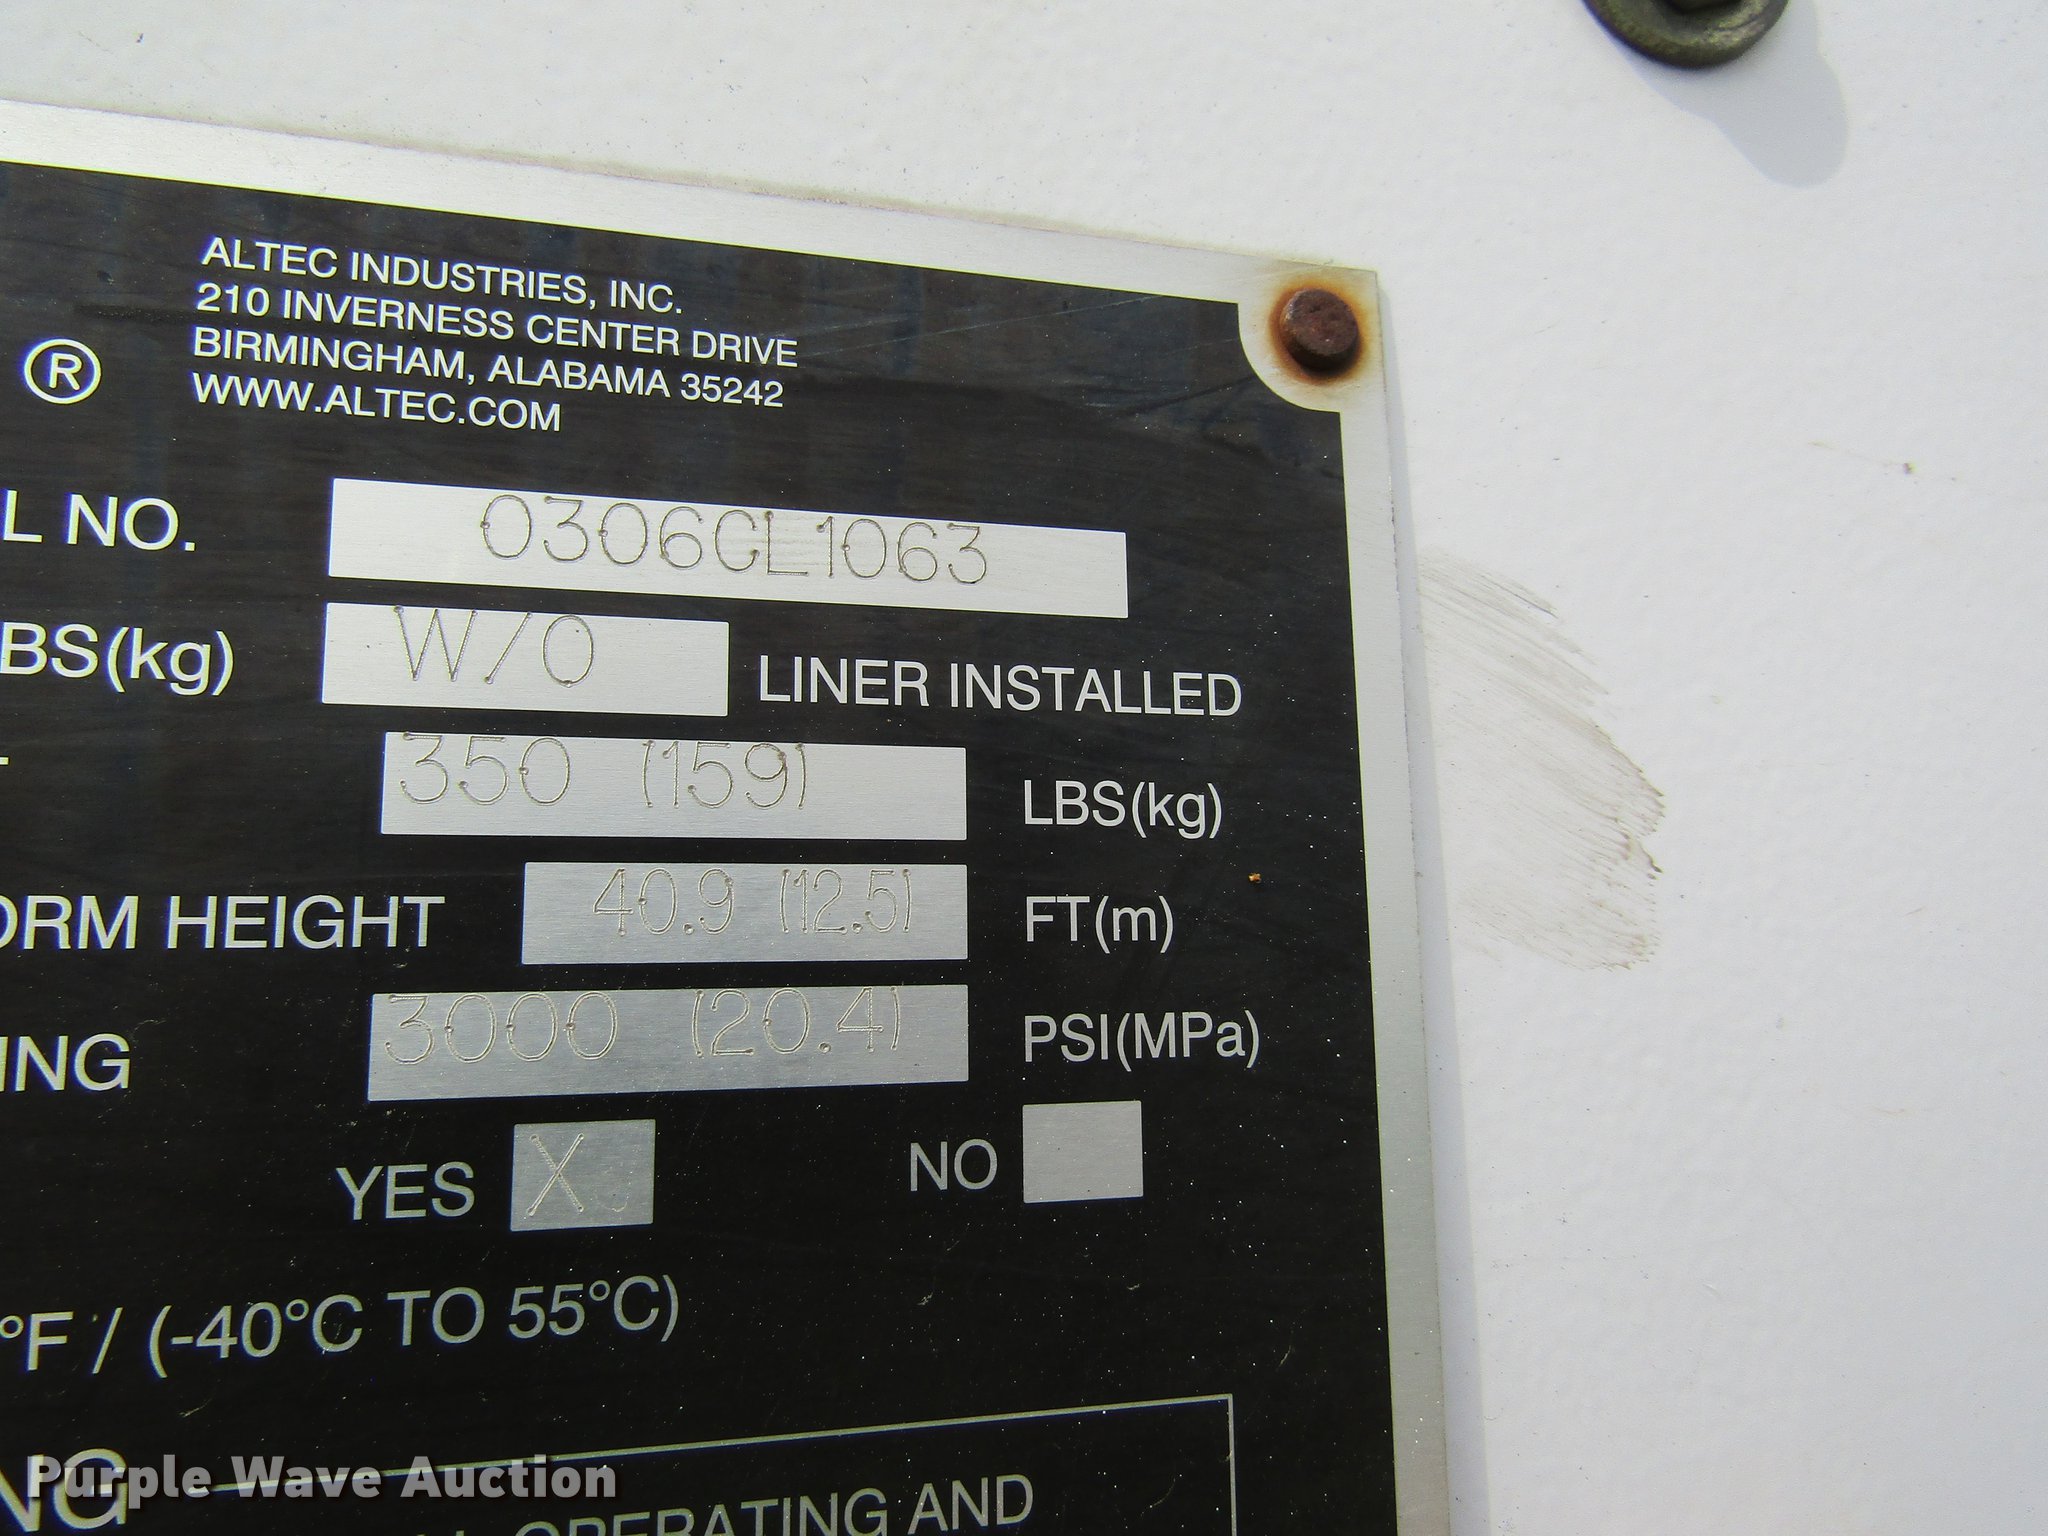 ALTEC INDUSTRIES, INC.
210 INVERNESS CENTER DRIVE
BIRMINGHAM, ALABAMA 35242
®
WWW.ALTEC.COM
L NO. 0306CL1063
BS(kg) W/O LINER INSTALLED
350 (159) LBS(kg)
ORM HEIGHT 40.9 (12.5) FT(m)
ING 3000 (20.4) PSI(MPa)
YES X NO
°F / (-40°C TO 55°C)
NG
OPERATING AND
Purple Wave Auction